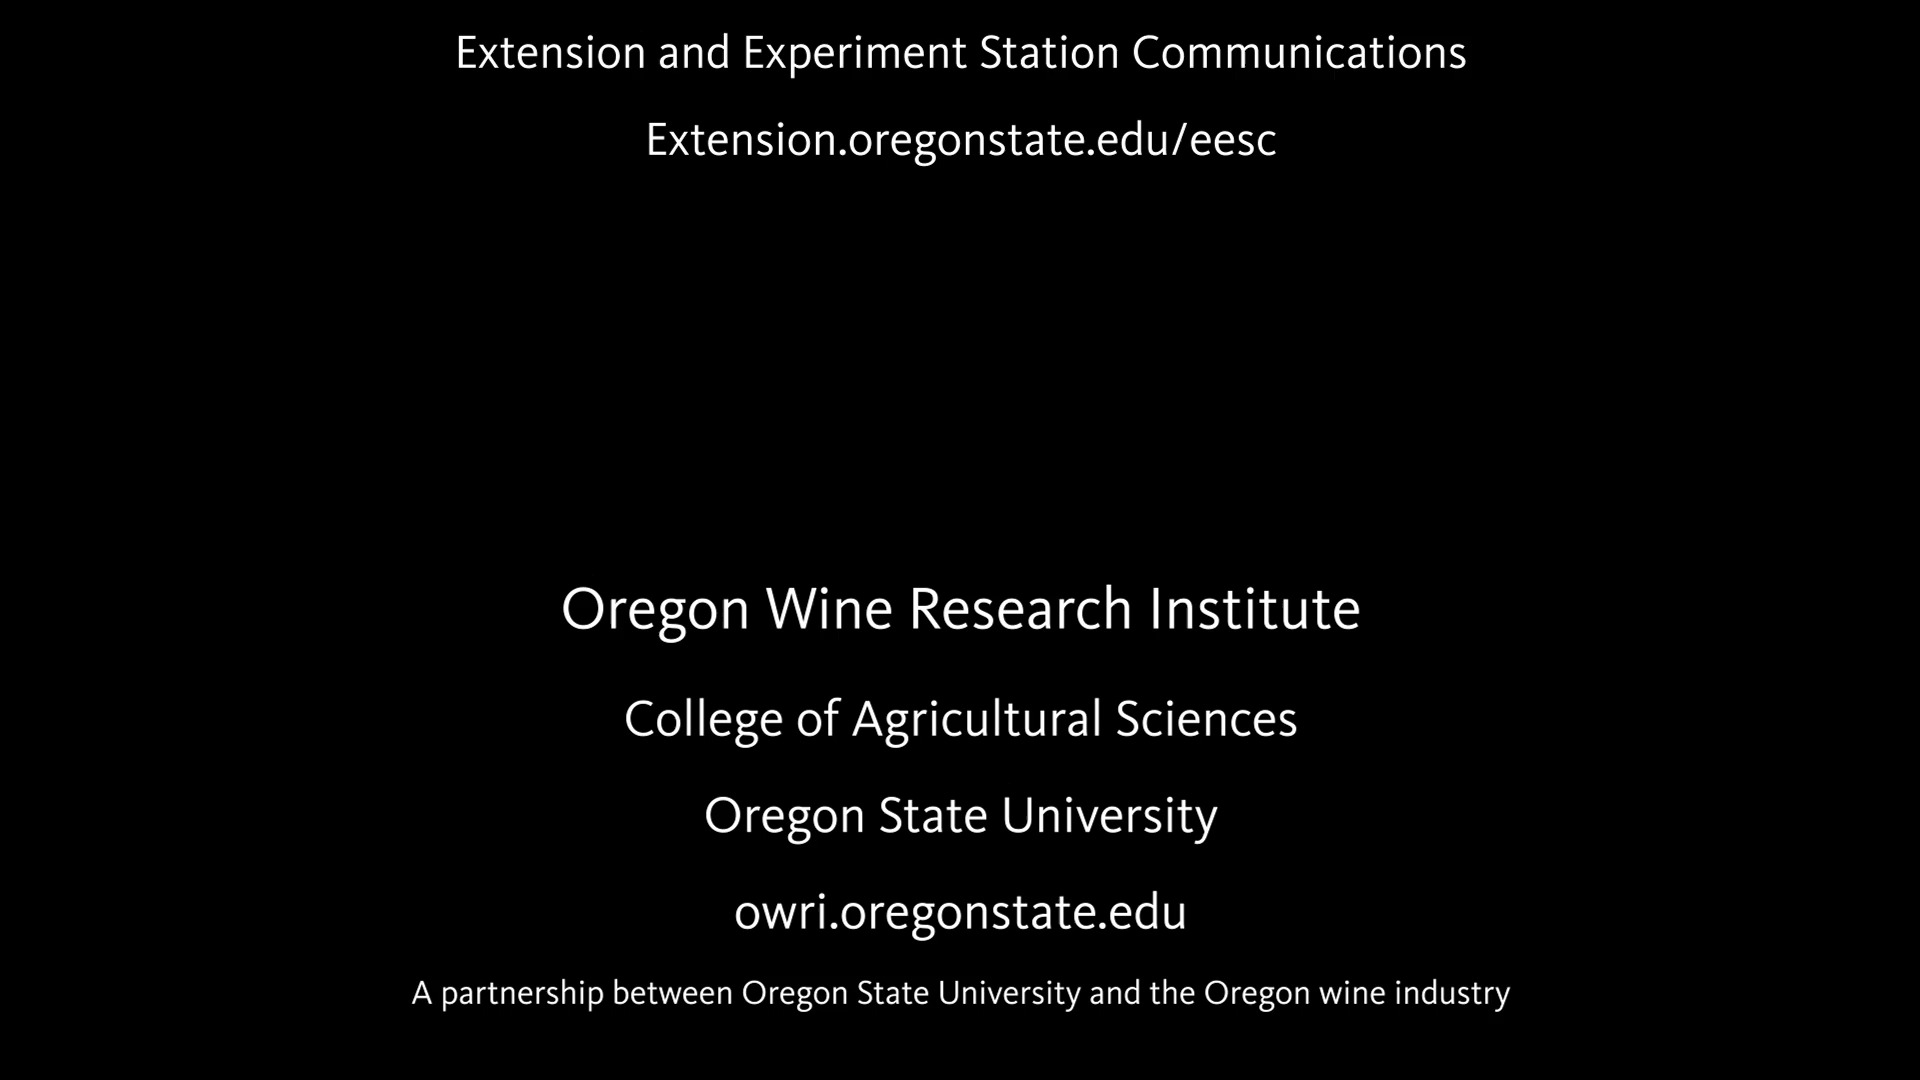 Extension and Experiment Station Communications
Extension.oregonstate.edu/eesc
Oregon Wine Research Institute
College of Agricultural Sciences
Oregon State University
owri.oregonstate.edu
A partnership between Oregon State University and the Oregon wine industry